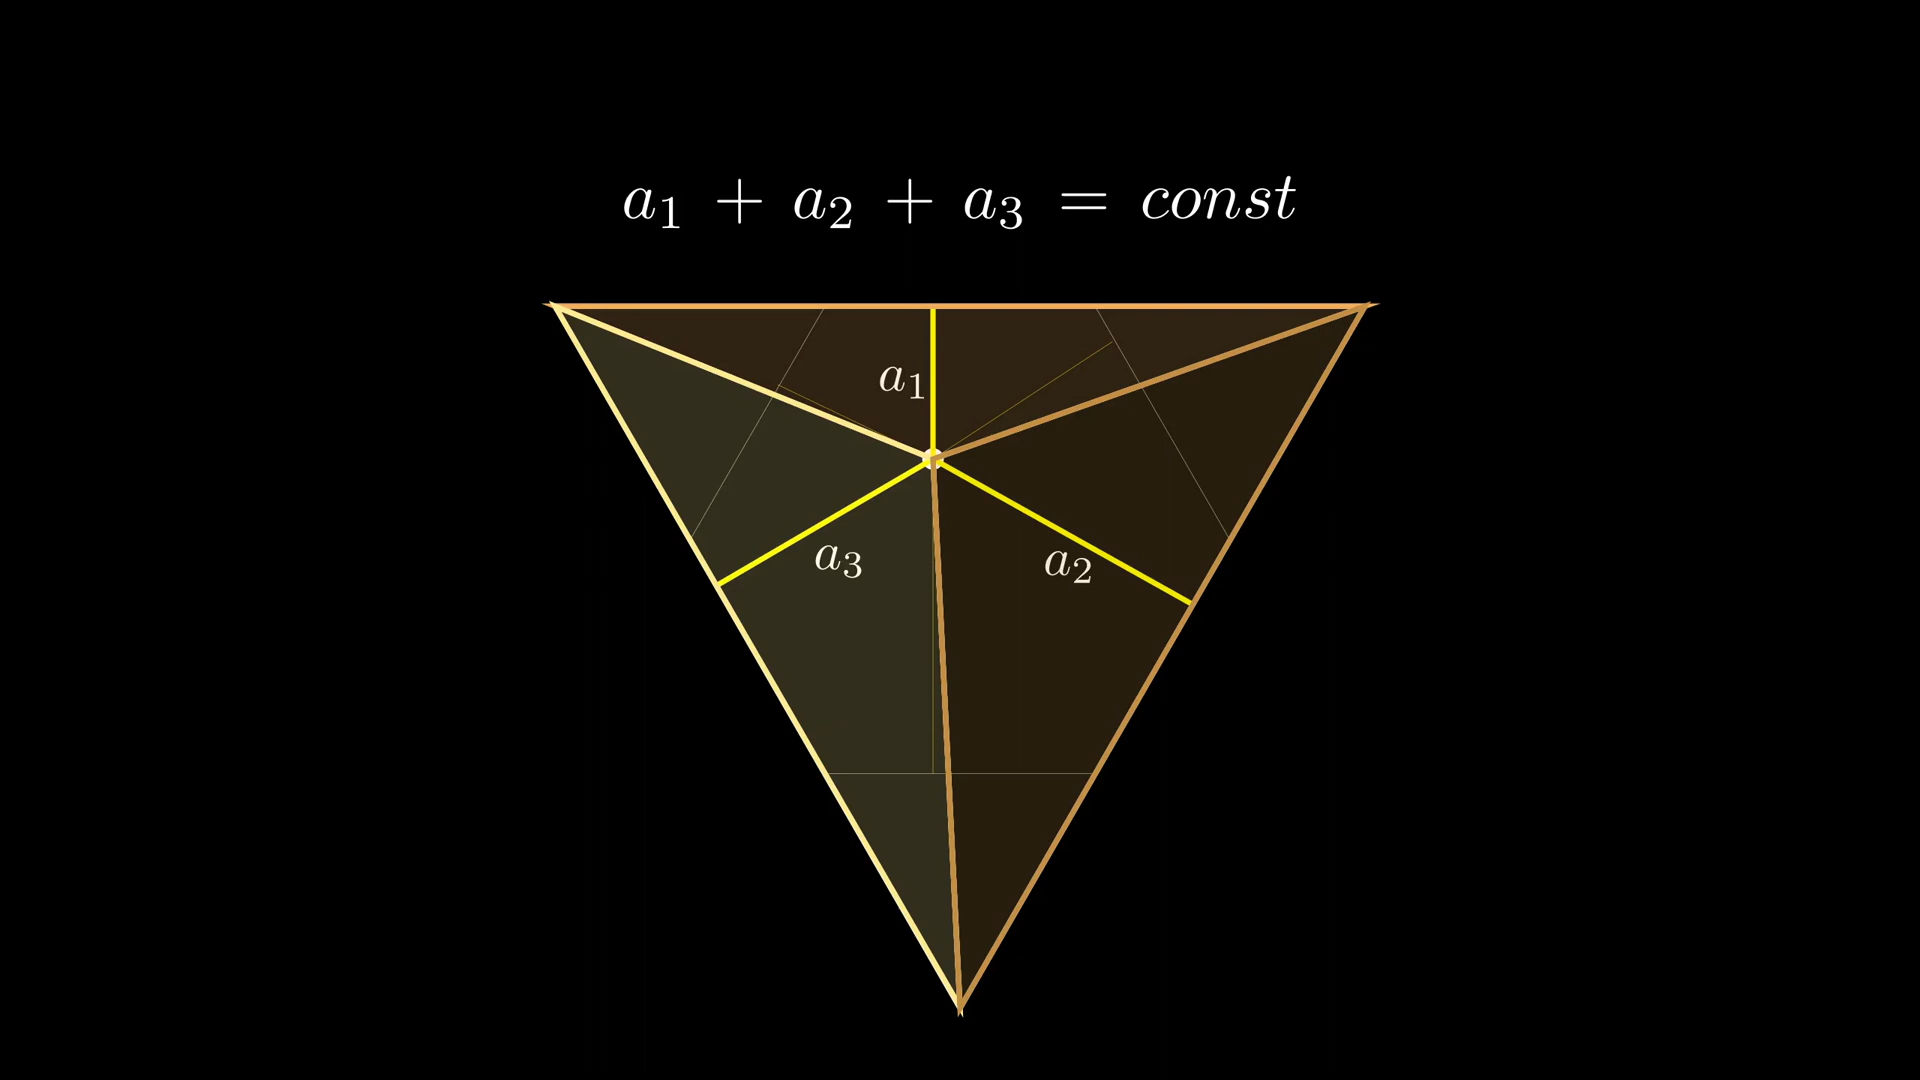 a₁ + a₂ + a₃ = const
a₁
a₃
a₂